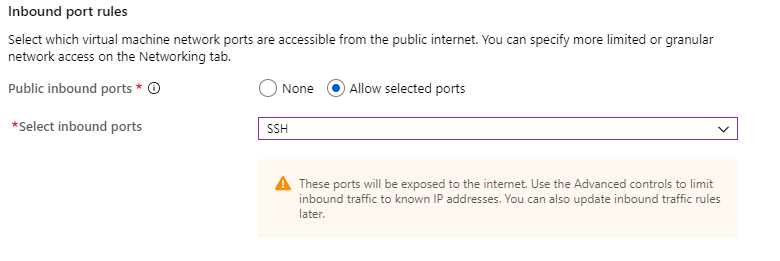 Inbound port rules
Select which virtual machine network ports are accessible from the public internet. You can specify more limited or granular
network access on the Networking tab.
Public inbound ports * None Allow selected ports
*Select inbound ports SSH
These ports will be exposed to the internet. Use the Advanced controls to limit
inbound traffic to known IP addresses. You can also update inbound traffic rules
later.